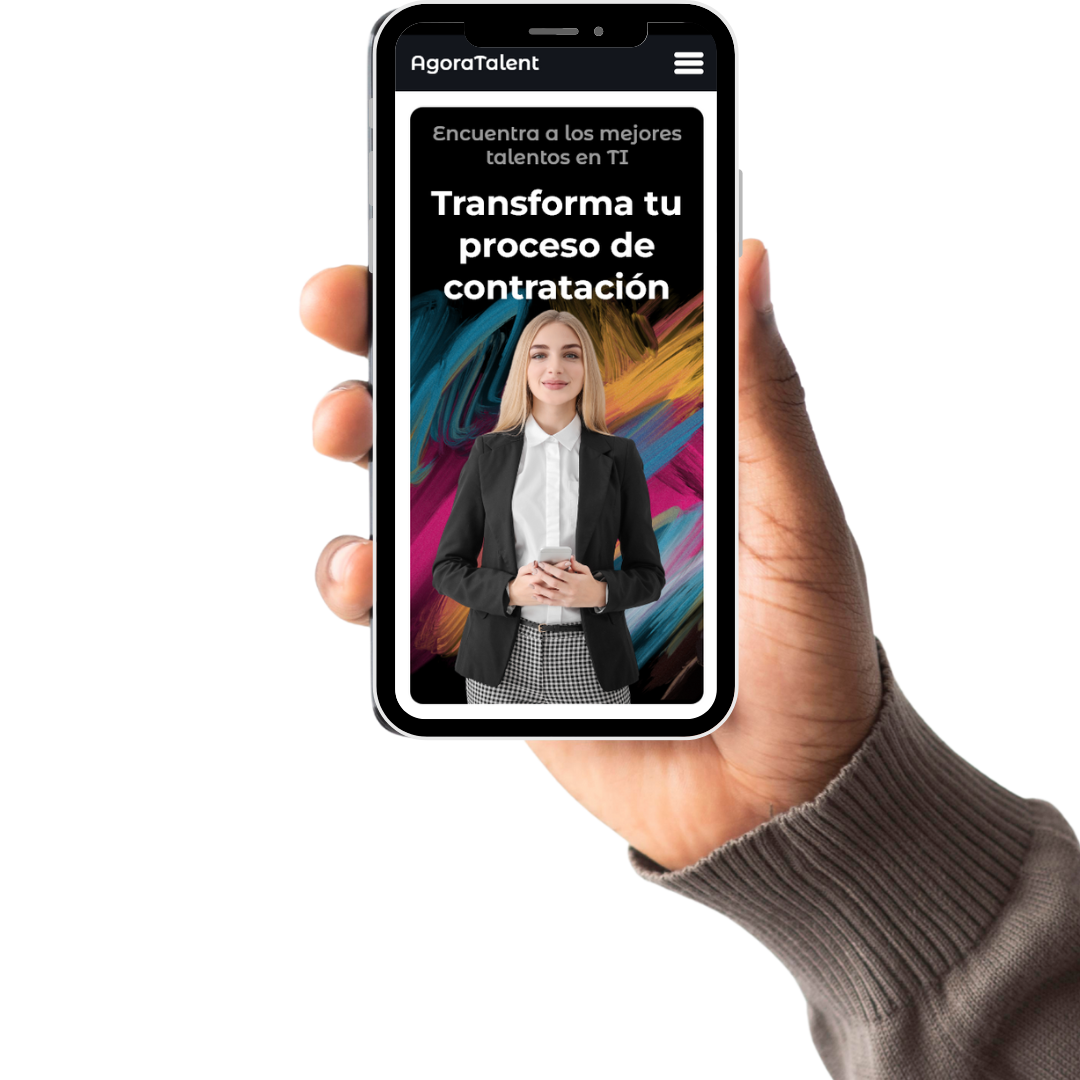 AgoraTalent
Encuentra a los mejores
talentos en TI
Transforma tu
proceso de
contratación